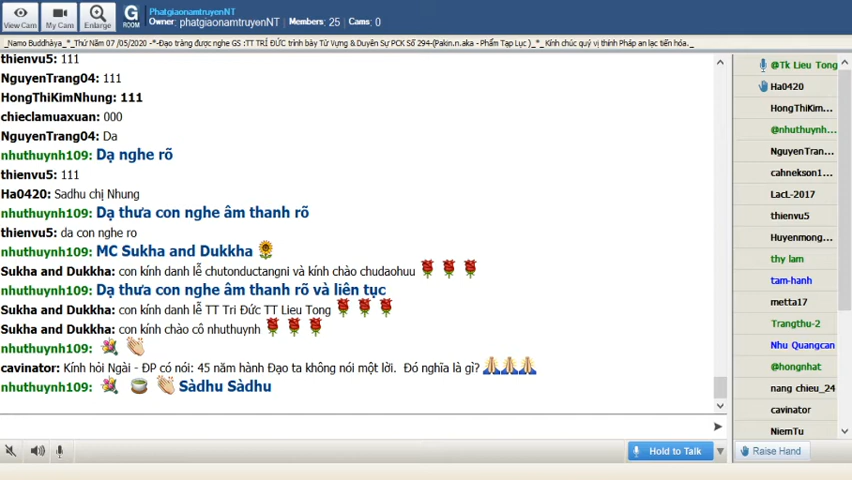 View Cam
My Cam
Enlarge
G
ROOM
PhatgiaonamtruyenNT
Owner: phatgiaonamtruyenNT Members: 25 Cams: 0
_Namo Buddhàya_*_Thứ Năm 07 /05/2020 -*-Đạo tràng được nghe GS :TT TRÍ ĐỨC trình bày Tứ Vựng & Duyên Sự PCK Số 294-(Pakin.n.aka - Phẩm Tạp Lục )_*_Kính chúc quý vị thính Pháp an lạc tiến hóa._
thienvu5: 111
NguyenTrang04: 111
HongThiKimNhung: 111
chieclamuaxuan: 000
NguyenTrang04: Da
nhuthuynh109: Dạ nghe rõ
thienvu5: 111
Ha0420: Sadhu chị Nhung
nhuthuynh109: Dạ thưa con nghe âm thanh rõ
thienvu5: da con nghe ro
nhuthuynh109: MC Sukha and Dukkha
Sukha and Dukkha: con kính danh lễ chutonductangni và kính chào chudaohuu
nhuthuynh109: Dạ thưa con nghe âm thanh rõ và liên tục
Sukha and Dukkha: con kính danh lễ TT Tri Đức TT Lieu Tong
Sukha and Dukkha: con kính chào cô nhuthuynh
nhuthuynh109:
cavinator: Kính hỏi Ngài - ĐP có nói: 45 năm hành Đạo ta không nói một lời. Đó nghĩa là gì?
nhuthuynh109: Sàdhu Sàdhu
Hold to Talk
@Tk Lieu Tong
Ha0420
HongThiKim...
@nhuthuynh...
NguyenTran...
cahnekson1...
LacL-2017
thienvu5
Huyenmong...
thy lam
tam-hanh
metta17
Trangthu-2
Nhu Quangcan
@hongnhat
nang chieu_24
cavinator
NiemTu
Raise Hand